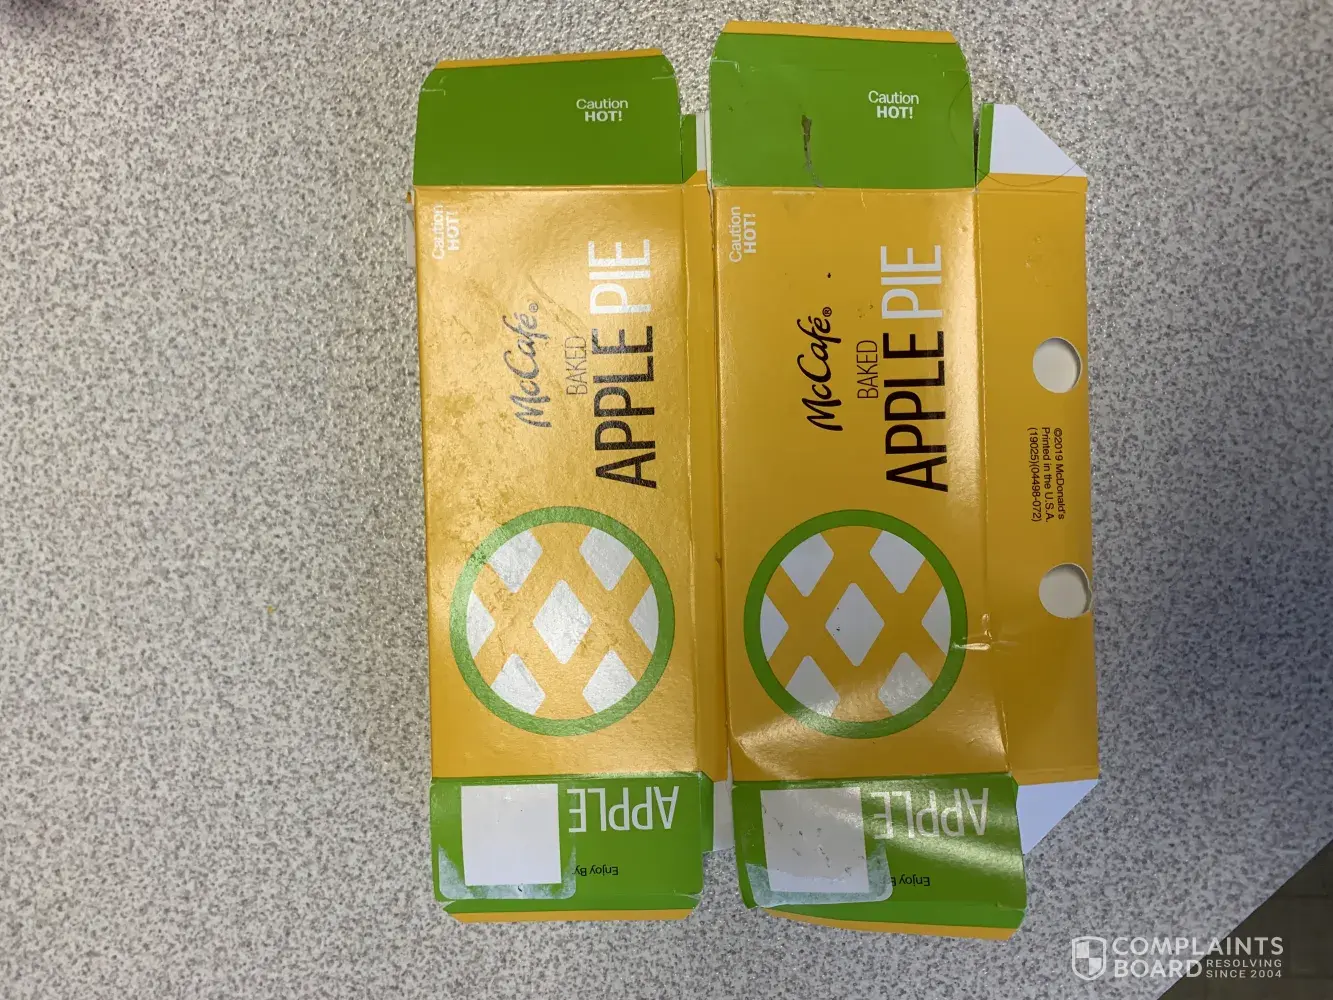 Caution
HOT!
Caution
HOT!
McCafé®
BAKED
APPLE PIE
APPLE
Enjoy By
Caution
HOT!
Caution
HOT!
McCafé®
BAKED
APPLE PIE
©2019 McDonald's
Printed in the U.S.A.
(19025)(04498-072)
APPLE
Enjoy
COMPLAINTS
BOARD RESOLVING
SINCE 2004